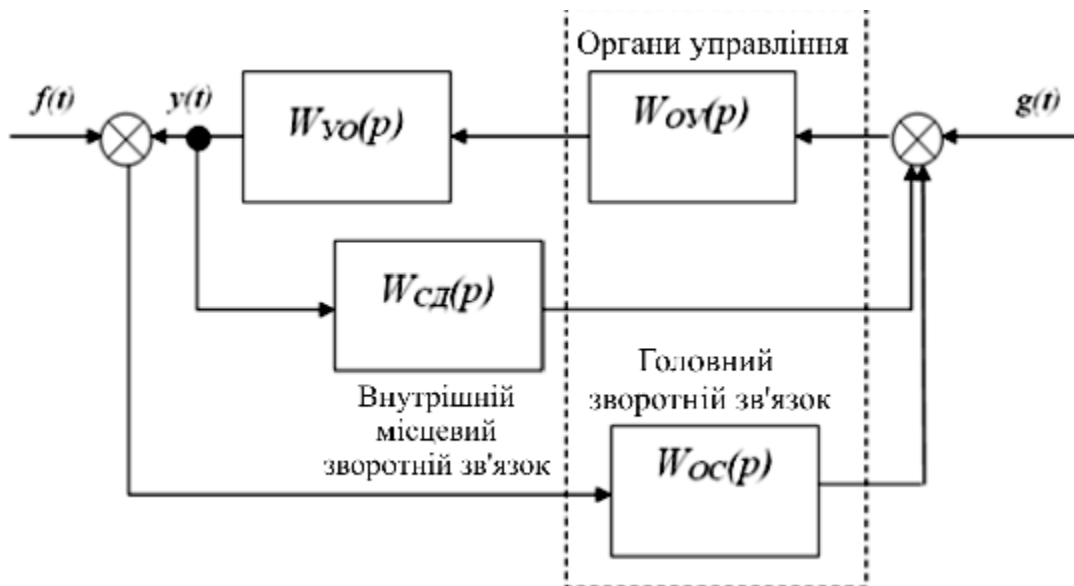 Органи управління
f(t)
y(t)
WУО(p)
WОУ(p)
g(t)
WСД(p)
Внутрішній
місцевий
зворотній зв'язок
Головний
зворотній зв'язок
WОС(p)